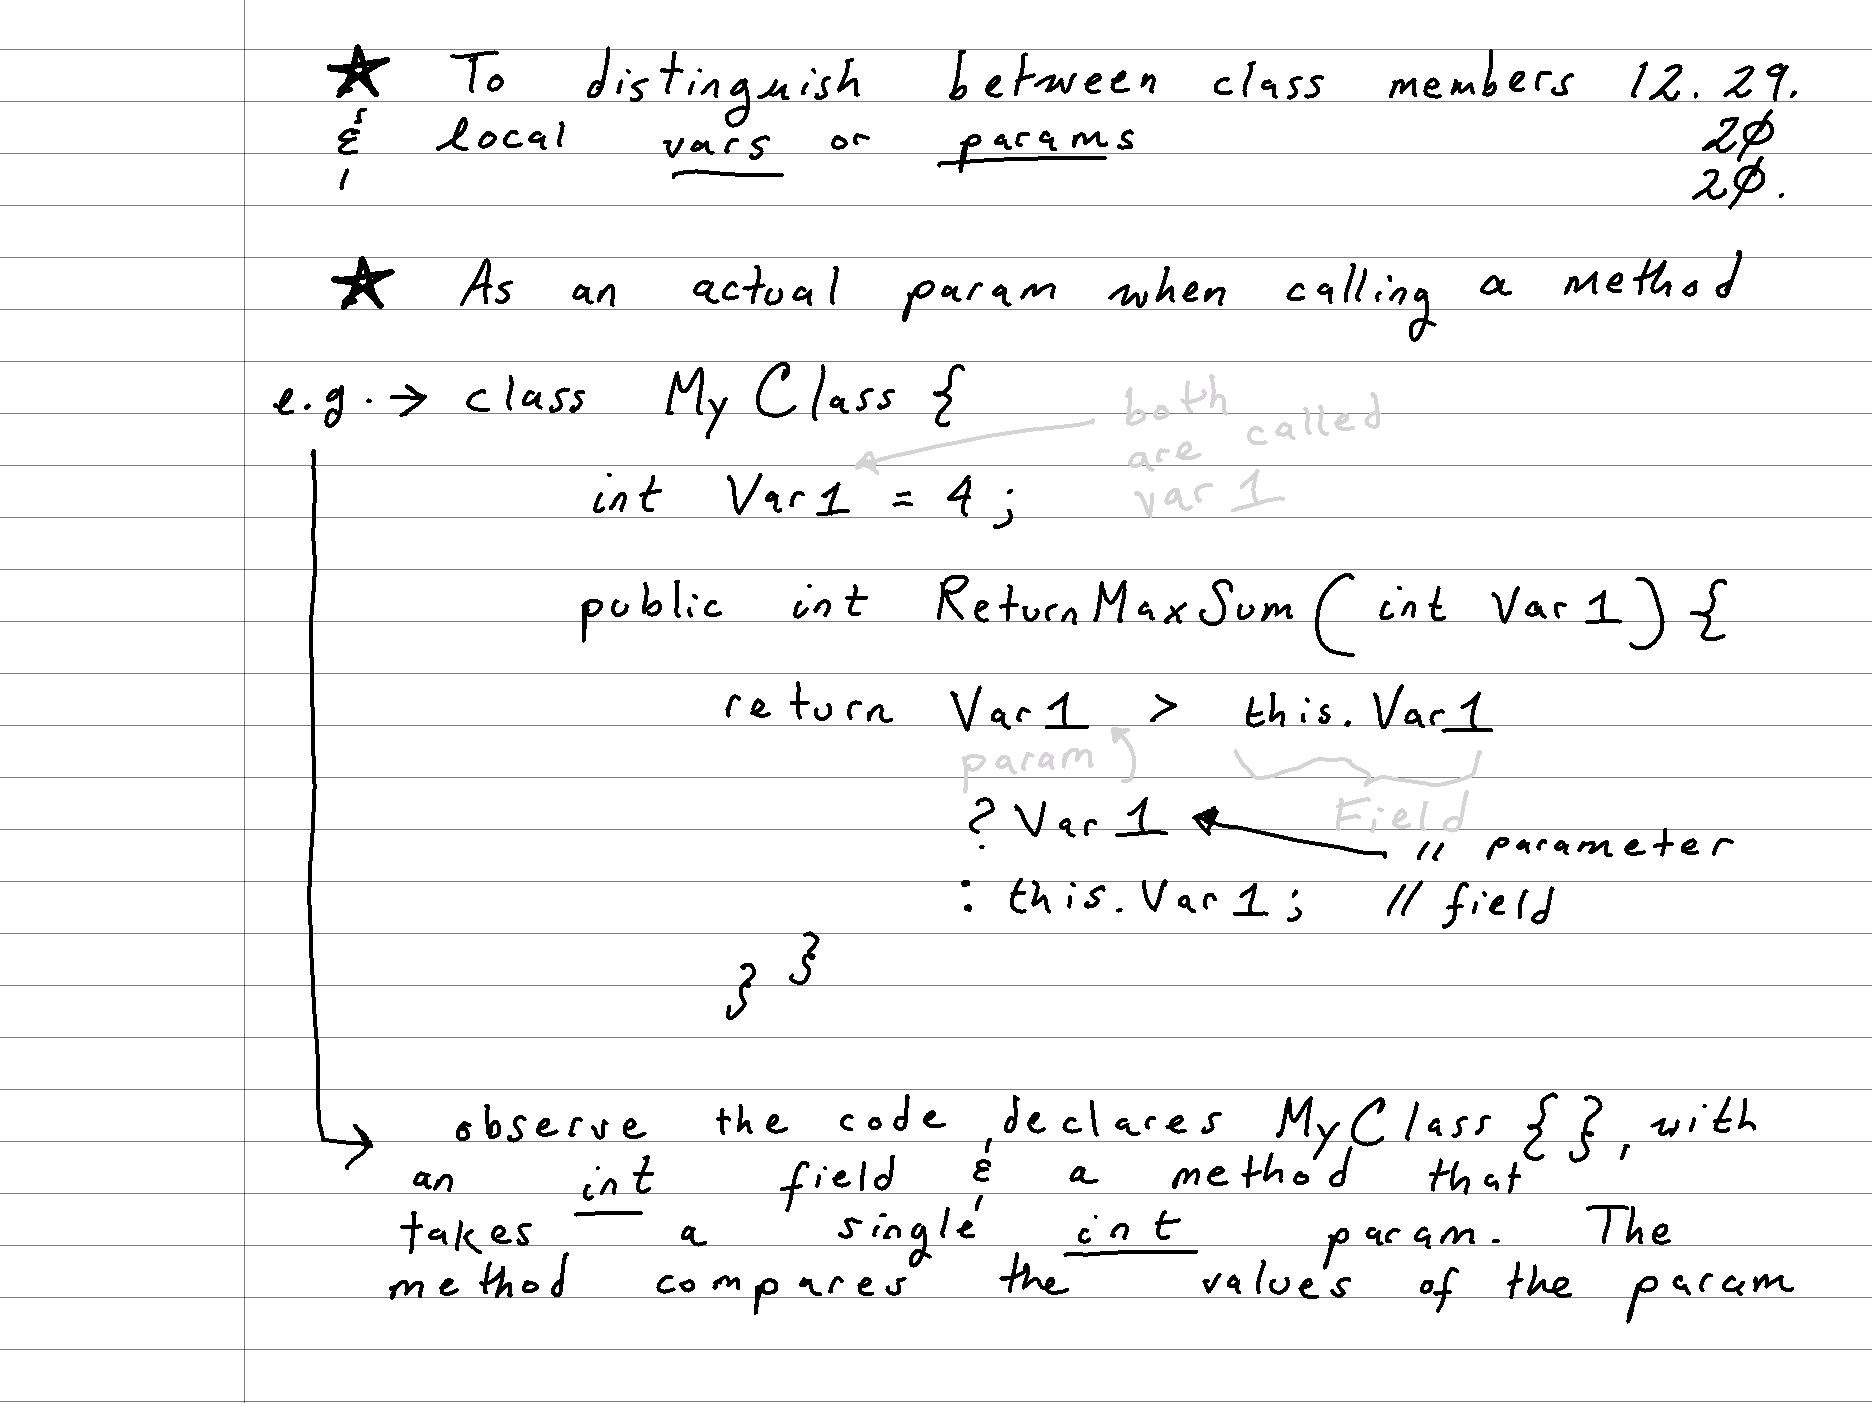 ★ To distinguish between class members 12.29.
& local vars or params 2∅
2∅.
★ As an actual param when calling a method
e.g. → class MyClass {
both
are called
var 1
int Var1 = 4;
public int ReturnMaxSum( int Var1) {
return Var1 > this.Var1
param Field
? Var1 // parameter
: this.Var1; // field
}
}
observe the code, declares MyClass { }, with
an int field & a method that
takes a single int param. The
method compares the values of the param